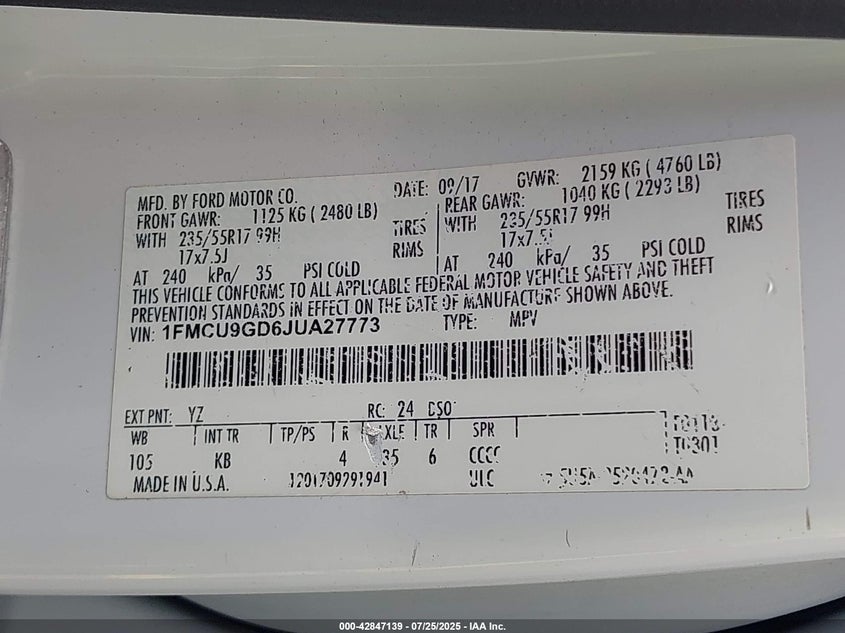 MFD. BY FORD MOTOR CO. DATE: 09/17 GVWR: 2159 KG ( 4760 LB)
FRONT GAWR: 1125 KG ( 2480 LB) REAR GAWR: 1040 KG ( 2293 LB)
WITH 235/55R17 99H TIRES WITH 235/55R17 99H TIRES
17x7.5J RIMS 17x7.5J RIMS
AT 240 kPa/ 35 PSI COLD AT 240 kPa/ 35 PSI COLD
THIS VEHICLE CONFORMS TO ALL APPLICABLE FEDERAL MOTOR VEHICLE SAFETY AND THEFT
PREVENTION STANDARDS IN EFFECT ON THE DATE OF MANUFACTURE SHOWN ABOVE.
VIN: 1FMCU9GD6JUA27773 TYPE: MPV
EXT PNT: YZ RC: 24 DSO:
WB INT TR TP/PS R AXLE TR SPR
105 KB 4 35 6
MADE IN U.S.A. ULC
000-42847139 - 07/25/2025 - IAA Inc.